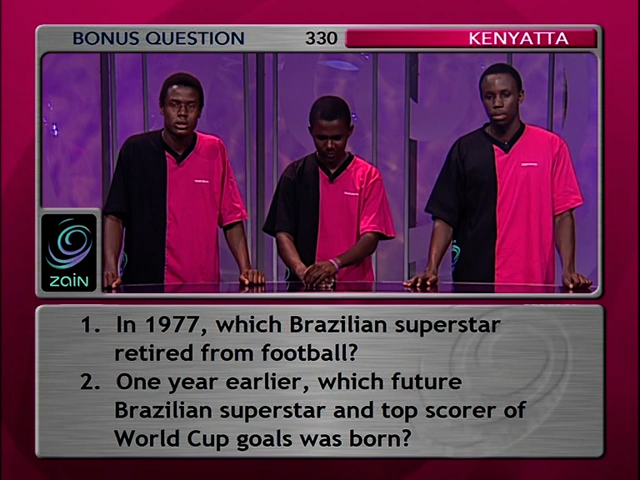 BONUS QUESTION 330 KENYATTA
zain
1. In 1977, which Brazilian superstar
retired from football?
2. One year earlier, which future
Brazilian superstar and top scorer of
World Cup goals was born?